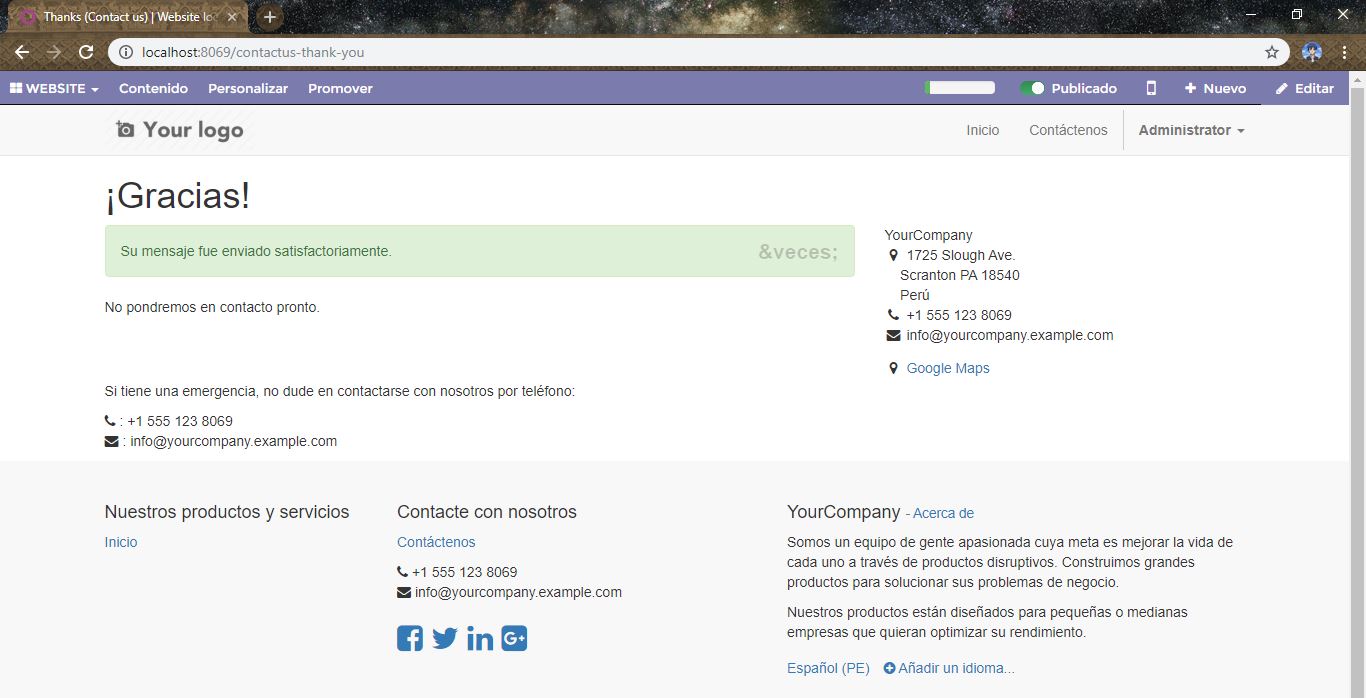 Thanks (Contact us) | Website loc
localhost:8069/contactus-thank-you
WEBSITE Contenido Personalizar Promover Publicado Nuevo Editar
Your logo Inicio Contáctenos Administrator
¡Gracias!
Su mensaje fue enviado satisfactoriamente. &veces;
No pondremos en contacto pronto.
Si tiene una emergencia, no dude en contactarse con nosotros por teléfono:
: +1 555 123 8069
: info@yourcompany.example.com
YourCompany
1725 Slough Ave.
Scranton PA 18540
Perú
+1 555 123 8069
info@yourcompany.example.com
Google Maps
Nuestros productos y servicios
Inicio
Contacte con nosotros
Contáctenos
+1 555 123 8069
info@yourcompany.example.com
YourCompany - Acerca de
Somos un equipo de gente apasionada cuya meta es mejorar la vida de
cada uno a través de productos disruptivos. Construimos grandes
productos para solucionar sus problemas de negocio.
Nuestros productos están diseñados para pequeñas o medianas
empresas que quieran optimizar su rendimiento.
Español (PE) Añadir un idioma...